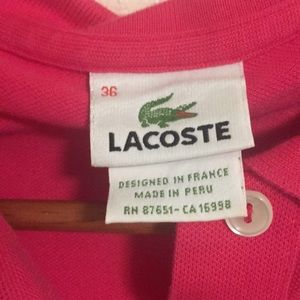 36
LACOSTE
DESIGNED IN FRANCE
MADE IN PERU
RN 87651-CA 16998